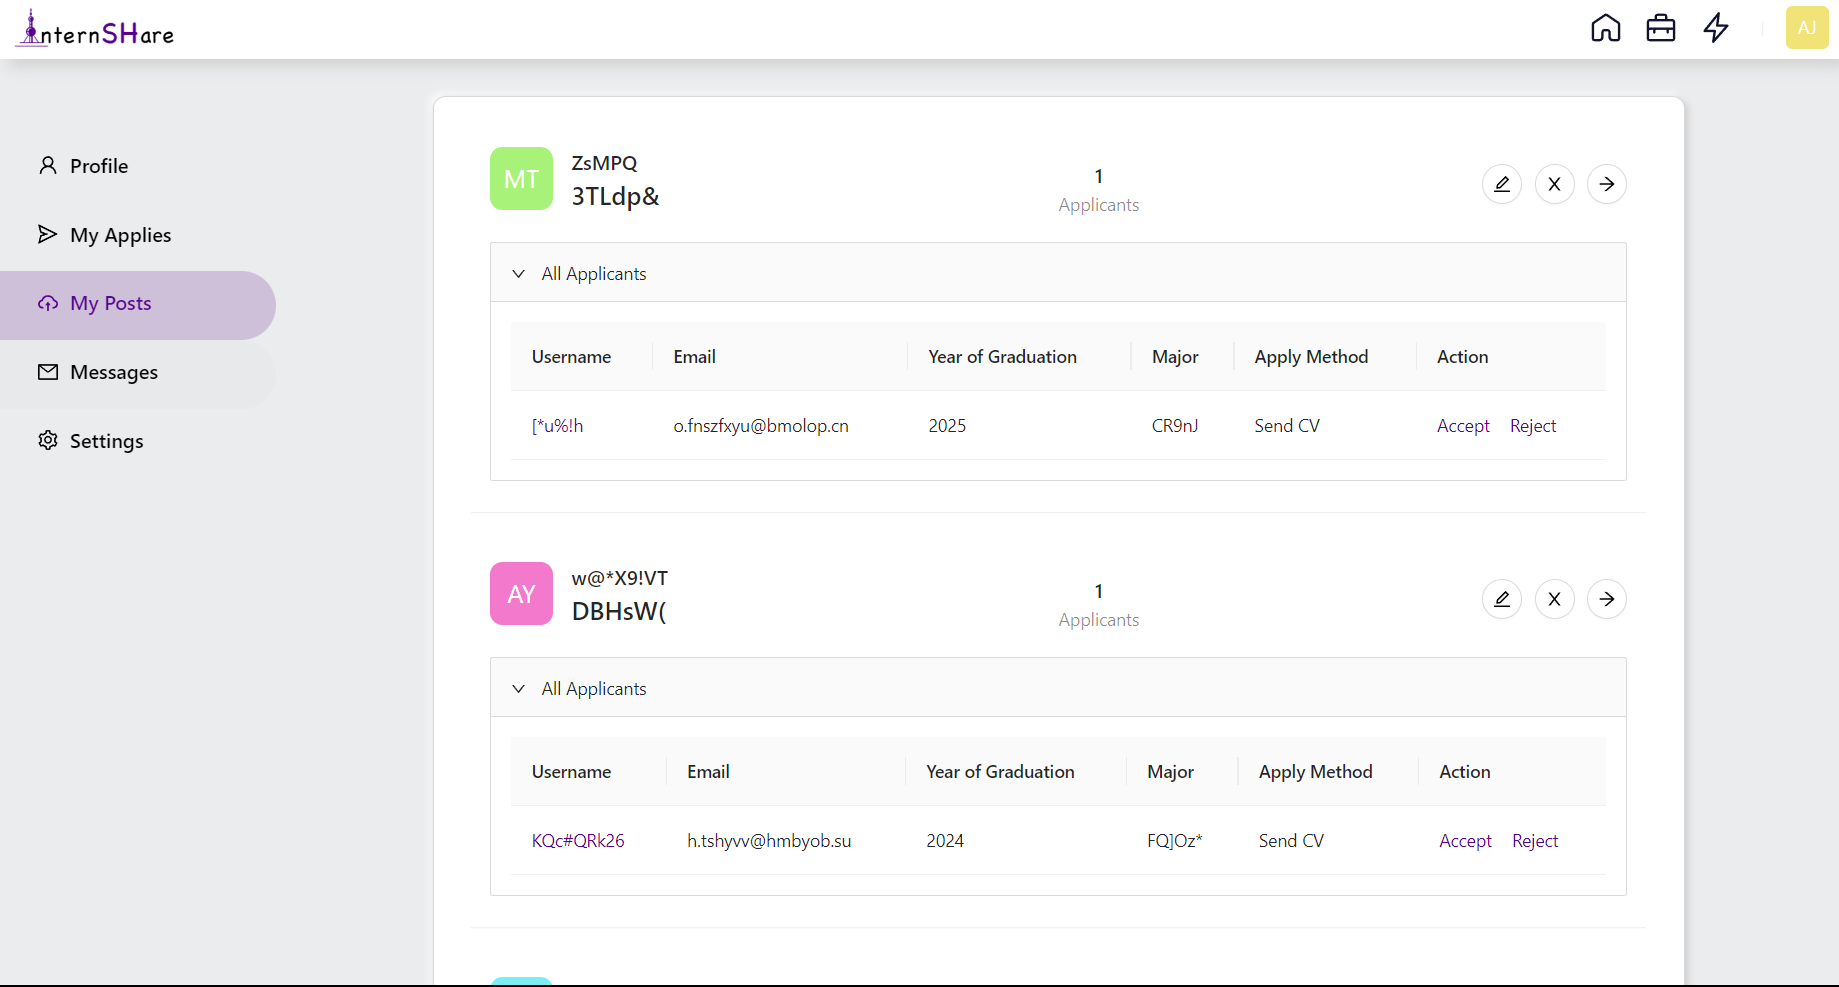 InternSHare
AJ
Profile
My Applies
My Posts
Messages
Settings
MT
ZsMPQ
3TLdp&
1
Applicants
All Applicants
Username Email Year of Graduation Major Apply Method Action
[*u%!h o.fnszfxyu@bmolop.cn 2025 CR9nJ Send CV Accept Reject
AY
w@*X9!VT
DBHsW(
1
Applicants
All Applicants
Username Email Year of Graduation Major Apply Method Action
KQc#QRk26 h.tshyvv@hmbyob.su 2024 FQ]Oz* Send CV Accept Reject